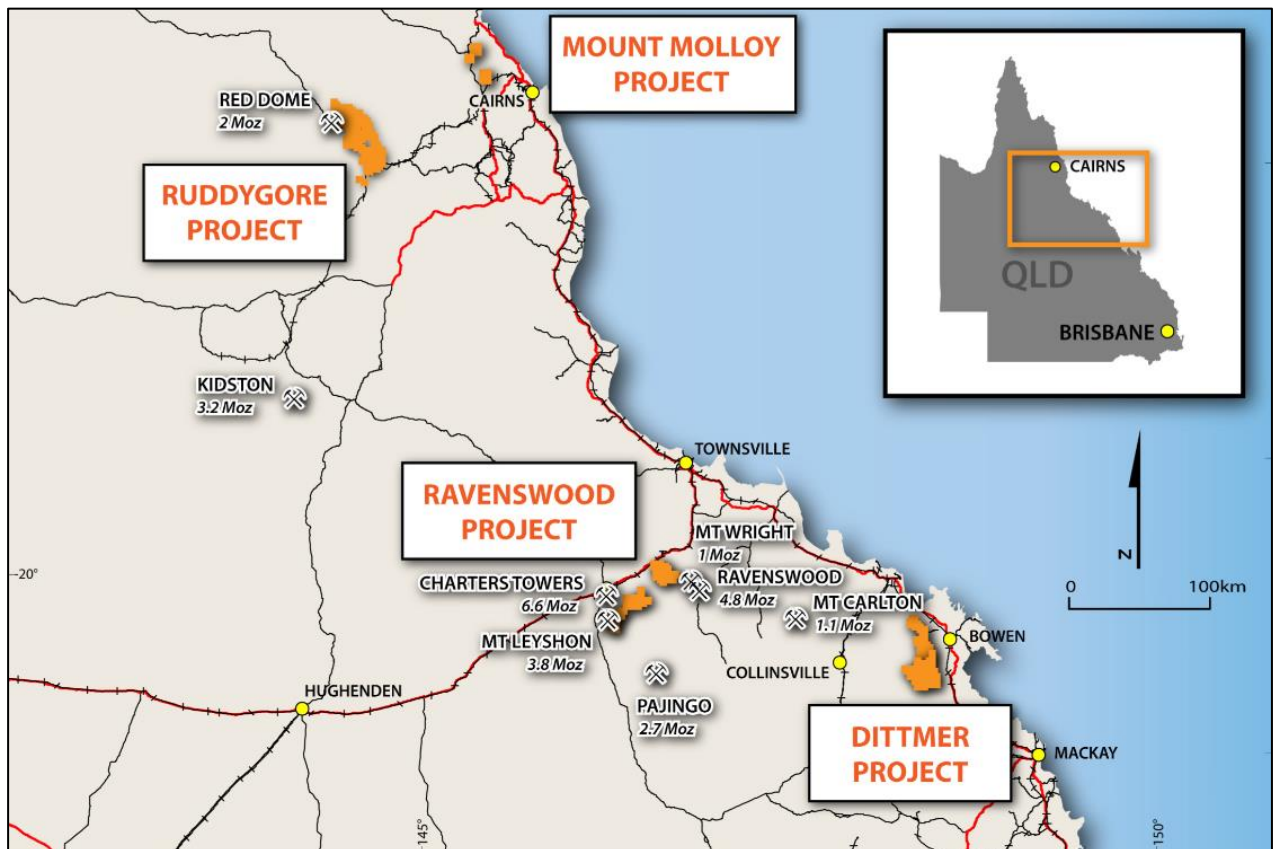 MOUNT MOLLOY
PROJECT
CAIRNS
RED DOME
2 Moz
RUDDYGORE
PROJECT
CAIRNS
QLD
BRISBANE
KIDSTON
3.2 Moz
TOWNSVILLE
RAVENSWOOD
PROJECT
MT WRIGHT
1 Moz
CHARTERS TOWERS
6.6 Moz
RAVENSWOOD
4.8 Moz
MT CARLTON
1.1 Moz
MT LEYSHON
3.8 Moz
COLLINSVILLE
BOWEN
PAJINGO
2.7 Moz
HUGHENDEN
DITTMER
PROJECT
MACKAY
N
0 100km
20°
145°
150°